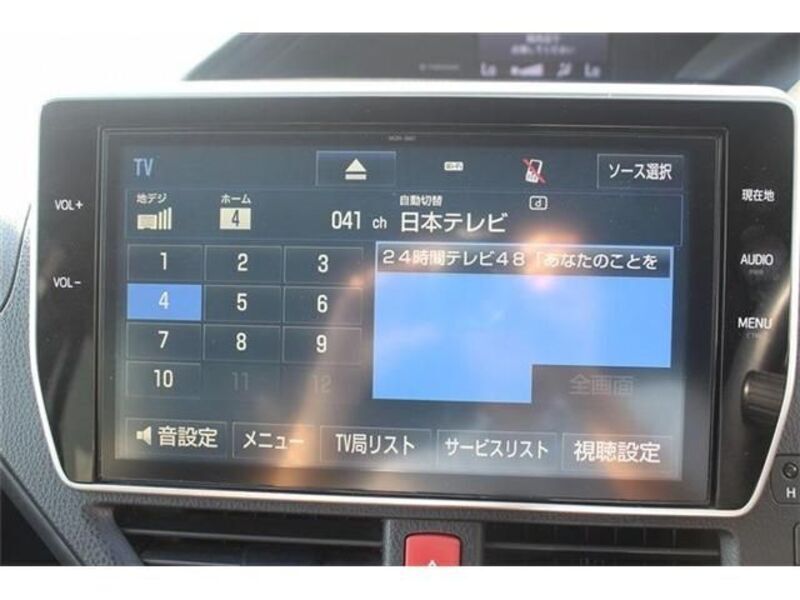 TV
ソース選択
VOL+
VOL-
地デジ
ホーム
4
041 ch
自動切替
日本テレビ
d
現在地
AUDIO
MENU
２４時間テレビ４８「あなたのことを
1 2 3
4 5 6
7 8 9
10 11 12
全画面
音設定
メニュー
TV局リスト
サービスリスト
視聴設定
Lo
Lo
H